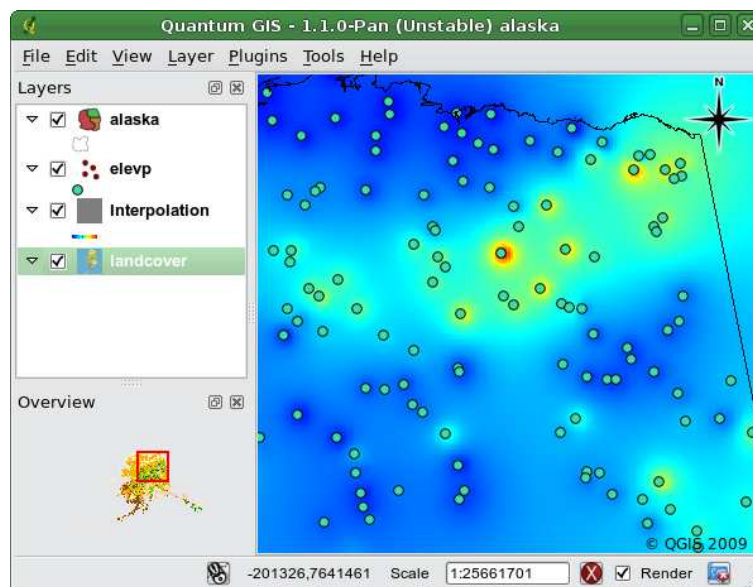 Quantum GIS - 1.1.0-Pan (Unstable) alaska
File Edit View Layer Plugins Tools Help
Layers
alaska
elevp
Interpolation
landcover
Overview
N
© QGIS 2009
-201326,7641461 Scale 1:25661701 Render